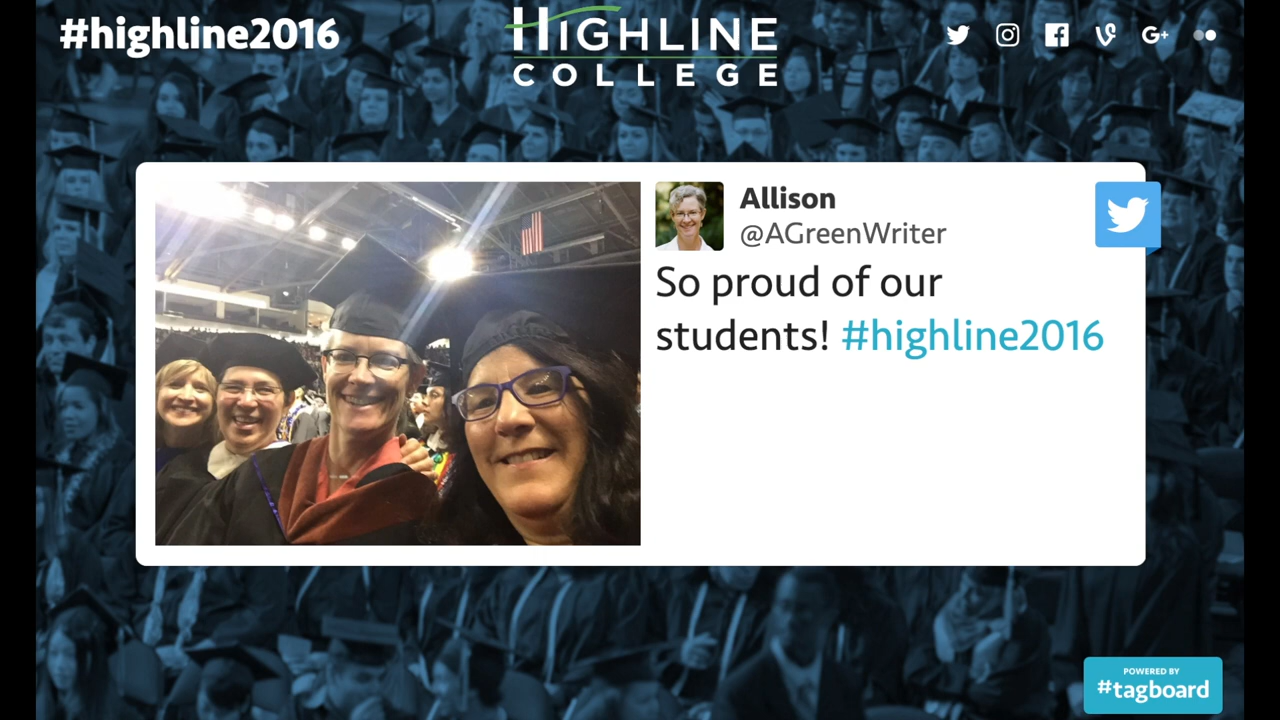 #highline2016
HIGHLINE
COLLEGE
G+
Allison
@AGreenWriter
So proud of our
students! #highline2016
POWERED BY
#tagboard